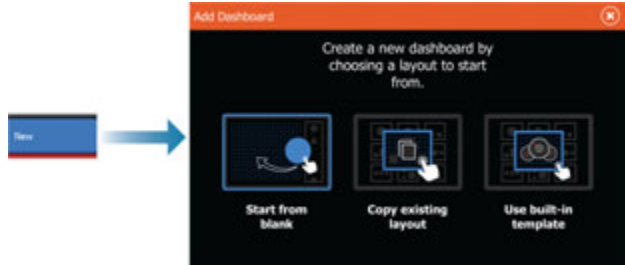 Add Dashboard
Create a new dashboard by
choosing a layout to start
from.
New
Start from
blank
Copy existing
layout
Use built-in
template